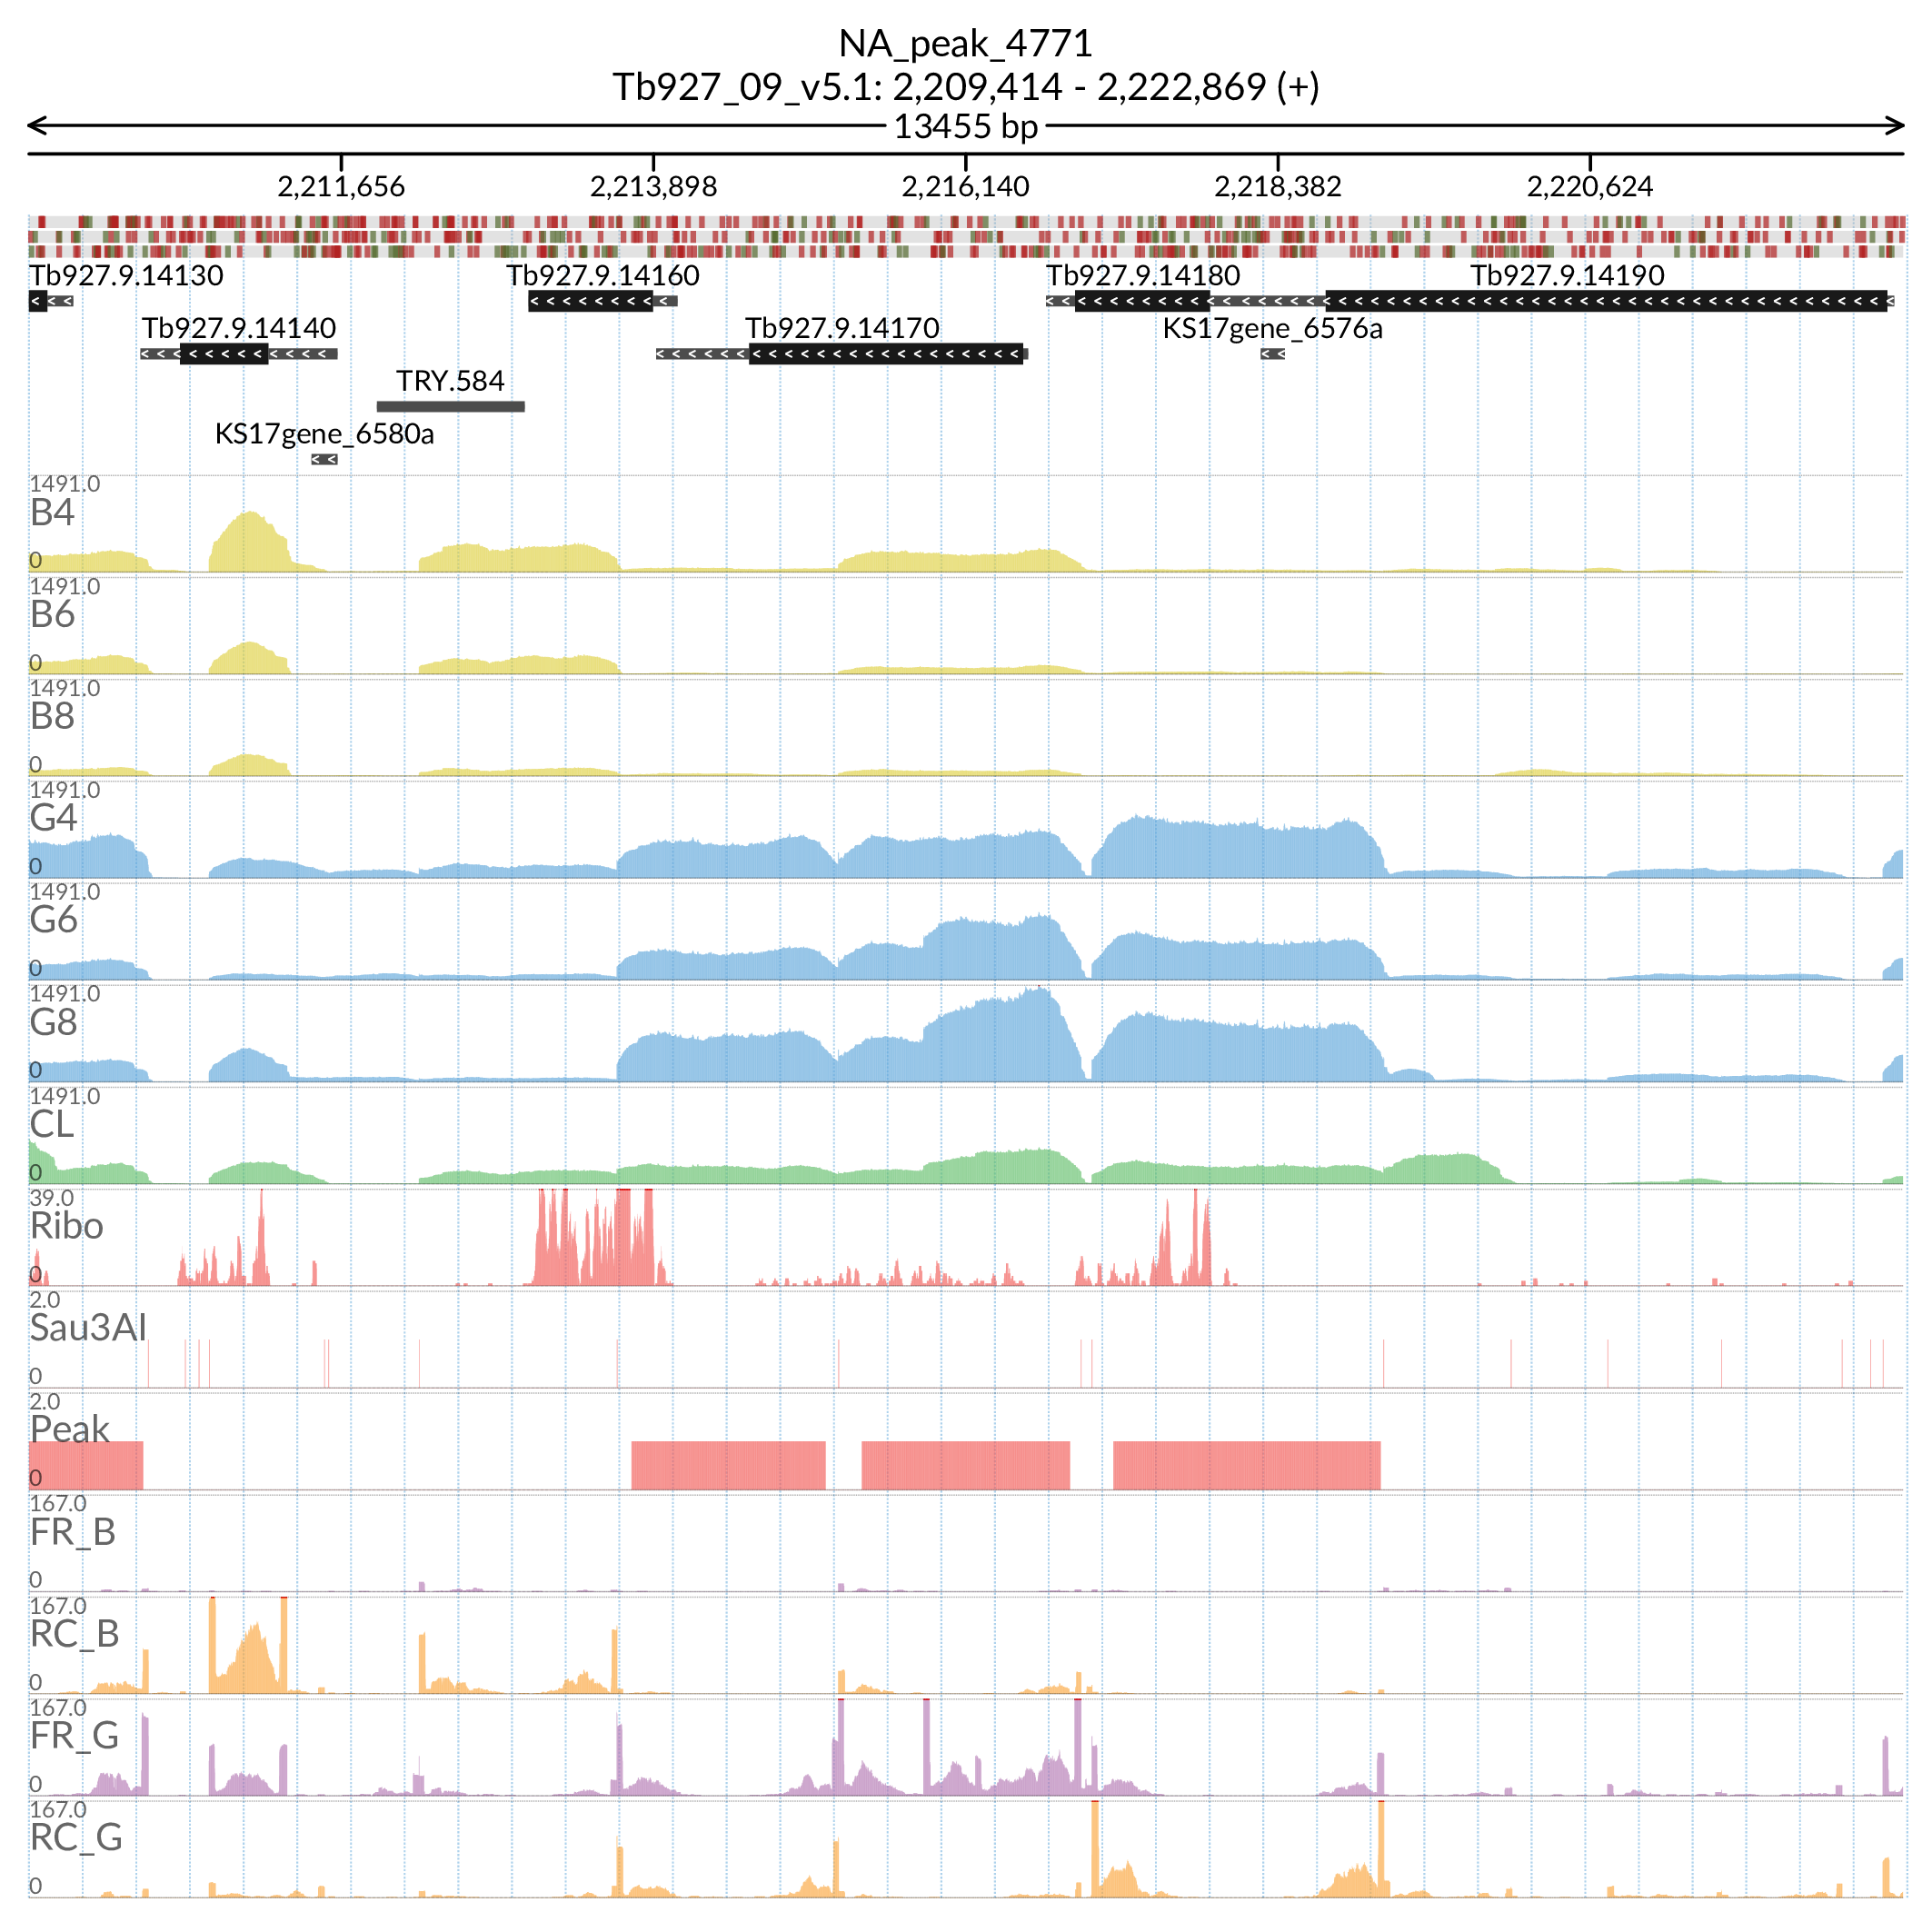 NA_peak_4771
Tb927_09_v5.1: 2,209,414 - 2,222,869 (+)
13455 bp
2,211,656 2,213,898 2,216,140 2,218,382 2,220,624
Tb927.9.14130 Tb927.9.14160 Tb927.9.14180 Tb927.9.14190
Tb927.9.14140 Tb927.9.14170 KS17gene_6576a
TRY.584
KS17gene_6580a
1491.0
B4
0
1491.0
B6
0
1491.0
B8
0
1491.0
G4
0
1491.0
G6
0
1491.0
G8
0
1491.0
CL
0
39.0
Ribo
0
2.0
Sau3AI
0
2.0
Peak
0
167.0
FR_B
0
167.0
RC_B
0
167.0
FR_G
0
167.0
RC_G
0